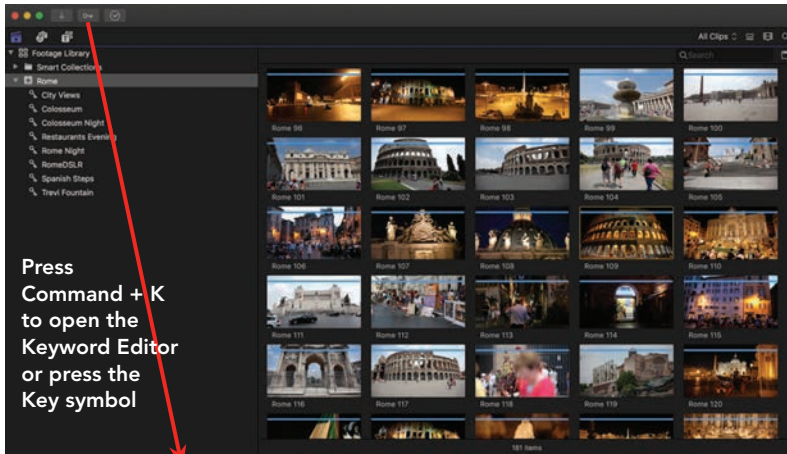 All Clips
Footage Library
Search
Smart Collections
Rome
City Views
Colosseum
Colosseum Night
Restaurants Evening
Rome Night
RomeDSLR
Spanish Steps
Trevi Fountain
Rome 96
Rome 97
Rome 98
Rome 99
Rome 100
Rome 101
Rome 102
Rome 103
Rome 104
Rome 105
Rome 106
Rome 107
Rome 108
Rome 109
Rome 110
Rome 111
Rome 112
Rome 113
Rome 114
Rome 115
Rome 116
Rome 117
Rome 118
Rome 119
Rome 120
Press
Command + K
to open the
Keyword Editor
or press the
Key symbol
181 items